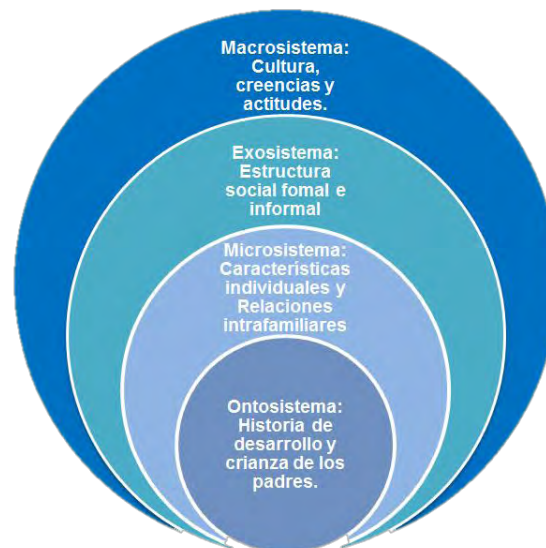 Macrosistema:
Cultura,
creencias y
actitudes.
Exosistema:
Estructura
social fomal e
informal
Microsistema:
Características
individuales y
Relaciones
intrafamiliares
Ontosistema:
Historia de
desarrollo y
crianza de los
padres.